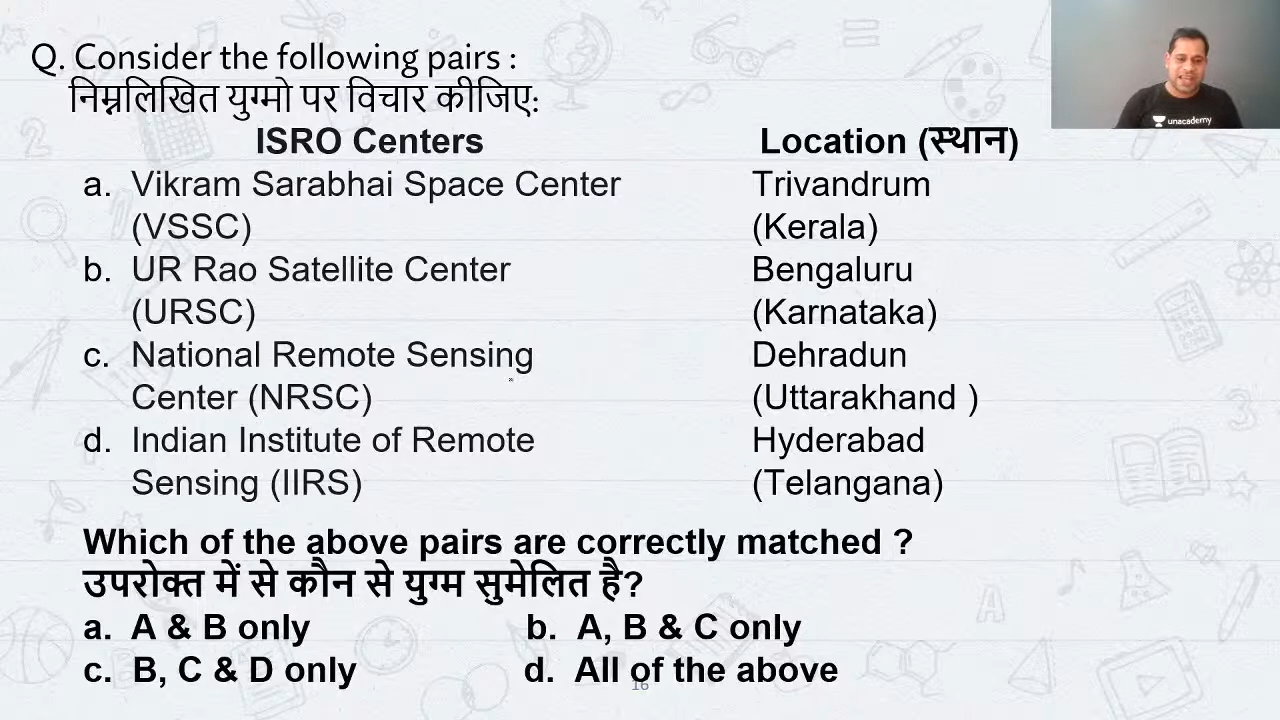 Q. Consider the following pairs :
निम्नलिखित युग्मो पर विचार कीजिए:
ISRO Centers Location (स्थान)
a. Vikram Sarabhai Space Center Trivandrum
(VSSC) (Kerala)
b. UR Rao Satellite Center Bengaluru
(URSC) (Karnataka)
c. National Remote Sensing Dehradun
Center (NRSC) (Uttarakhand )
d. Indian Institute of Remote Hyderabad
Sensing (IIRS) (Telangana)
Which of the above pairs are correctly matched ?
उपरोक्त में से कौन से युग्म सुमेलित है?
a. A & B only b. A, B & C only
c. B, C & D only d. All of the above
16
unacademy